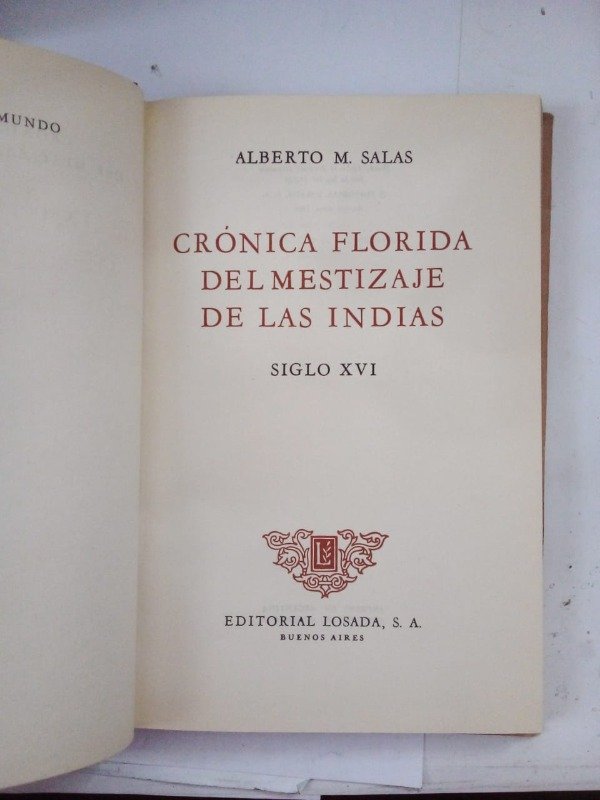 MUNDO
ALBERTO M. SALAS
CRÓNICA FLORIDA
DEL MESTIZAJE
DE LAS INDIAS
SIGLO XVI
L
EDITORIAL LOSADA, S. A.
BUENOS AIRES